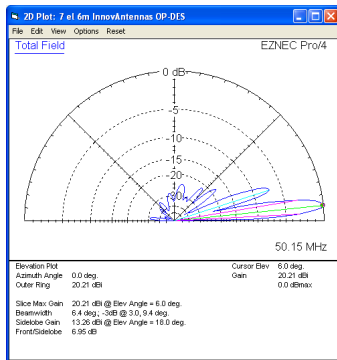 2D Plot: 7 el 6m InnovAntennas OP-DES
File Edit View Options Reset
Total Field EZNEC Pro/4
0 dB
-5
-10
-15
-20
50.15 MHz
Elevation Plot Cursor Elev 6.0 deg.
Azimuth Angle 0.0 deg. Gain 20.21 dBi
Outer Ring 20.21 dBi 0.0 dBmax
Slice Max Gain 20.21 dBi @ Elev Angle = 6.0 deg.
Beamwidth 6.4 deg.; -3dB @ 3.0, 9.4 deg.
Sidelobe Gain 13.26 dBi @ Elev Angle = 18.0 deg.
Front/Sidelobe 6.95 dB